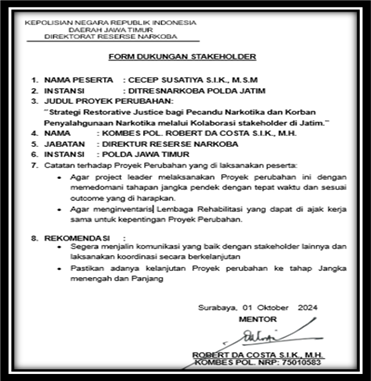 KEPOLISIAN NEGARA REPUBLIK INDONESIA
DAERAH JAWA TIMUR
DIREKTORAT RESERSE NARKOBA
FORM DUKUNGAN STAKEHOLDER
1. NAMA PESERTA : CECEP SUSATIYA S.I.K., M.S.M
2. INSTANSI : DITRESNARKOBA POLDA JATIM
3. JUDUL PROYEK PERUBAHAN:
"Strategi Restorative Justice bagi Pecandu Narkotika dan Korban
Penyalahgunaan Narkotika melalui Kolaborasi stakeholder di Jatim."
4. NAMA : KOMBES POL. ROBERT DA COSTA S.I.K., M.H.
5. JABATAN : DIREKTUR RESERSE NARKOBA
6. INSTANSI : POLDA JAWA TIMUR
7. Catatan terhadap Proyek perubahan yang di laksanakan peserta:
• Agar project leader melaksanakan Proyek perubahan ini dengan
memedomani tahapan jangka pendek dengan tepat waktu dan sesuai
outcome yang di harapkan.
• Agar menginventaris Lembaga Rehabilitasi yang dapat di ajak kerja
sama untuk kepentingan Proyek Perubahan.
8. REKOMENDASI :
• Segera menjalin komunikasi yang baik dengan stakeholder lainnya dan
laksanakan koordinasi secara berkelanjutan
• Pastikan adanya kelanjutan Proyek perubahan ke tahap Jangka
menengah dan Panjang
Surabaya, 01 Oktober 2024
MENTOR
ROBERT DA COSTA S.I.K., M.H.
KOMBES POL. NRP: 75010583